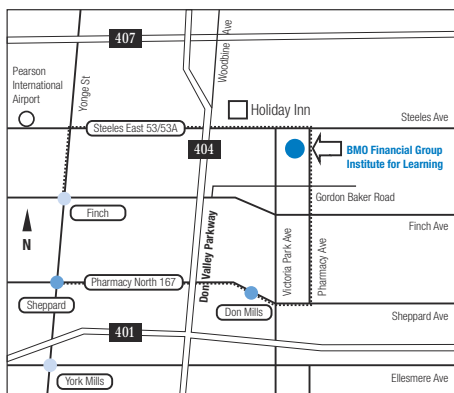 407
Woodbine Ave
Pearson
International
Airport
Yonge St
Holiday Inn
Steeles Ave
Steeles East 53/53A
404
BMO Financial Group
Institute for Learning
Gordon Baker Road
Finch
Finch Ave
N
Don Valley Parkway
Victoria Park Ave
Pharmacy Ave
Pharmacy North 167
Sheppard
Don Mills
Sheppard Ave
401
York Mills
Ellesmere Ave